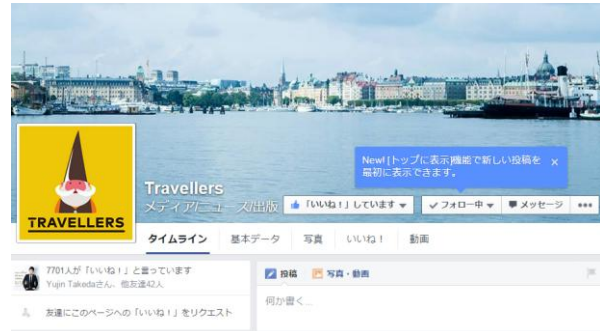 New! [トップに表示]機能で新しい投稿を
最初に表示できます。
Travellers
メディア/ニュース/出版
「いいね！」しています
フォロー中
メッセージ
TRAVELLERS
タイムライン
基本データ
写真
いいね！
動画
7701人が「いいね！」と言っています
Yujin Takedaさん、他友達42人
友達にこのページへの「いいね！」をリクエスト
投稿
写真・動画
何か書く...